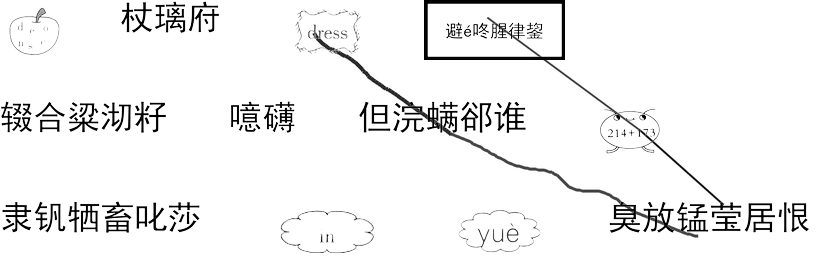 杖璃府 dress 避é咚腥律鋆
辍合粱沏籽 噫礴 但浣螨郤谁 214+173
隶钒牺畜叱莎 in yuè 臭放锰莹居恨